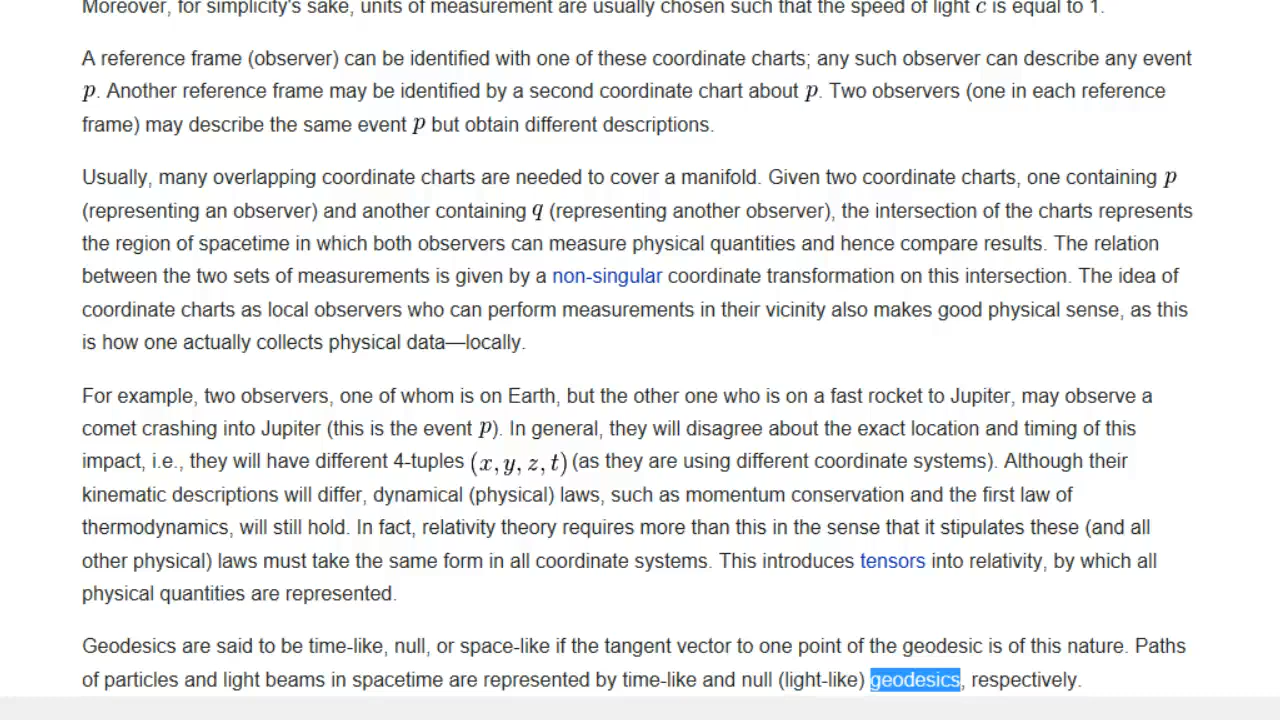 Moreover, for simplicity's sake, units of measurement are usually chosen such that the speed of light c is equal to 1.
A reference frame (observer) can be identified with one of these coordinate charts; any such observer can describe any event
p. Another reference frame may be identified by a second coordinate chart about p. Two observers (one in each reference
frame) may describe the same event p but obtain different descriptions.
Usually, many overlapping coordinate charts are needed to cover a manifold. Given two coordinate charts, one containing p
(representing an observer) and another containing q (representing another observer), the intersection of the charts represents
the region of spacetime in which both observers can measure physical quantities and hence compare results. The relation
between the two sets of measurements is given by a non-singular coordinate transformation on this intersection. The idea of
coordinate charts as local observers who can perform measurements in their vicinity also makes good physical sense, as this
is how one actually collects physical data—locally.
For example, two observers, one of whom is on Earth, but the other one who is on a fast rocket to Jupiter, may observe a
comet crashing into Jupiter (this is the event p). In general, they will disagree about the exact location and timing of this
impact, i.e., they will have different 4-tuples (x, y, z, t) (as they are using different coordinate systems). Although their
kinematic descriptions will differ, dynamical (physical) laws, such as momentum conservation and the first law of
thermodynamics, will still hold. In fact, relativity theory requires more than this in the sense that it stipulates these (and all
other physical) laws must take the same form in all coordinate systems. This introduces tensors into relativity, by which all
physical quantities are represented.
Geodesics are said to be time-like, null, or space-like if the tangent vector to one point of the geodesic is of this nature. Paths
of particles and light beams in spacetime are represented by time-like and null (light-like) geodesics, respectively.